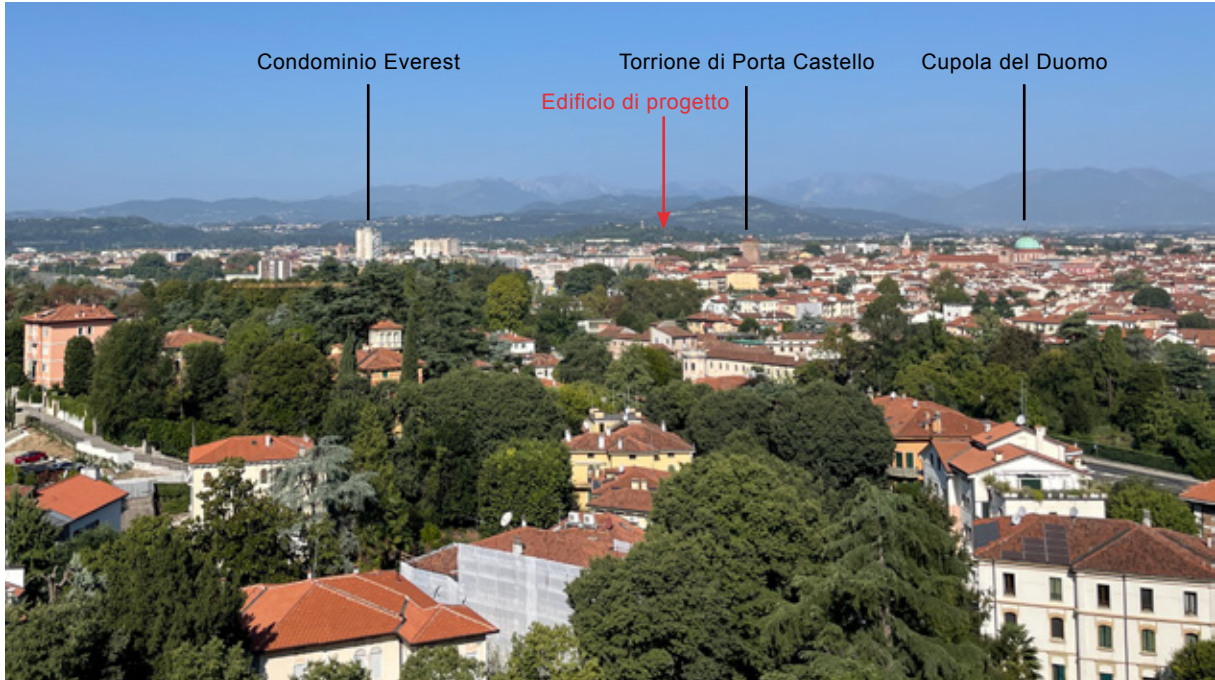 Condominio Everest
Torrione di Porta Castello
Cupola del Duomo
Edificio di progetto